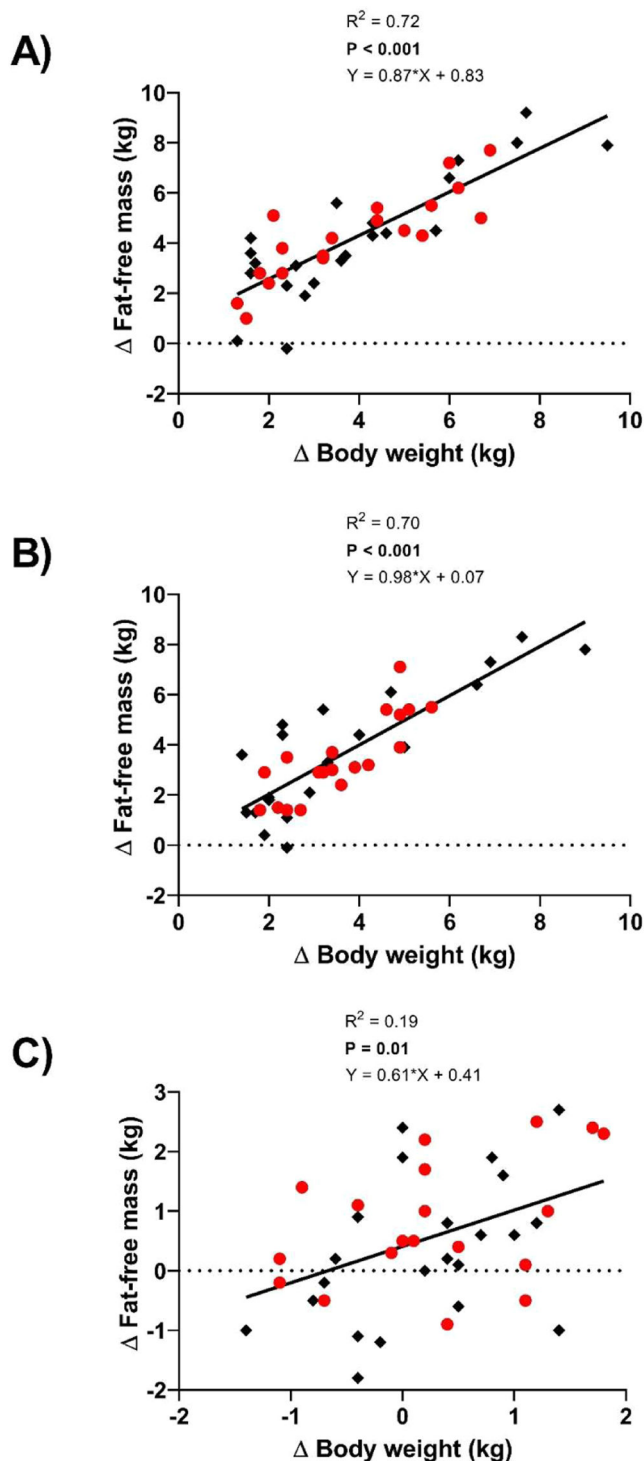 A)
R² = 0.72
P < 0.001
Y = 0.87*X + 0.83
Δ Fat-free mass (kg)
10
8
6
4
2
0
-2
0 2 4 6 8 10
Δ Body weight (kg)
B)
R² = 0.70
P < 0.001
Y = 0.98*X + 0.07
Δ Fat-free mass (kg)
10
8
6
4
2
0
-2
0 2 4 6 8 10
Δ Body weight (kg)
C)
R² = 0.19
P = 0.01
Y = 0.61*X + 0.41
Δ Fat-free mass (kg)
3
2
1
0
-1
-2
-2 -1 0 1 2
Δ Body weight (kg)